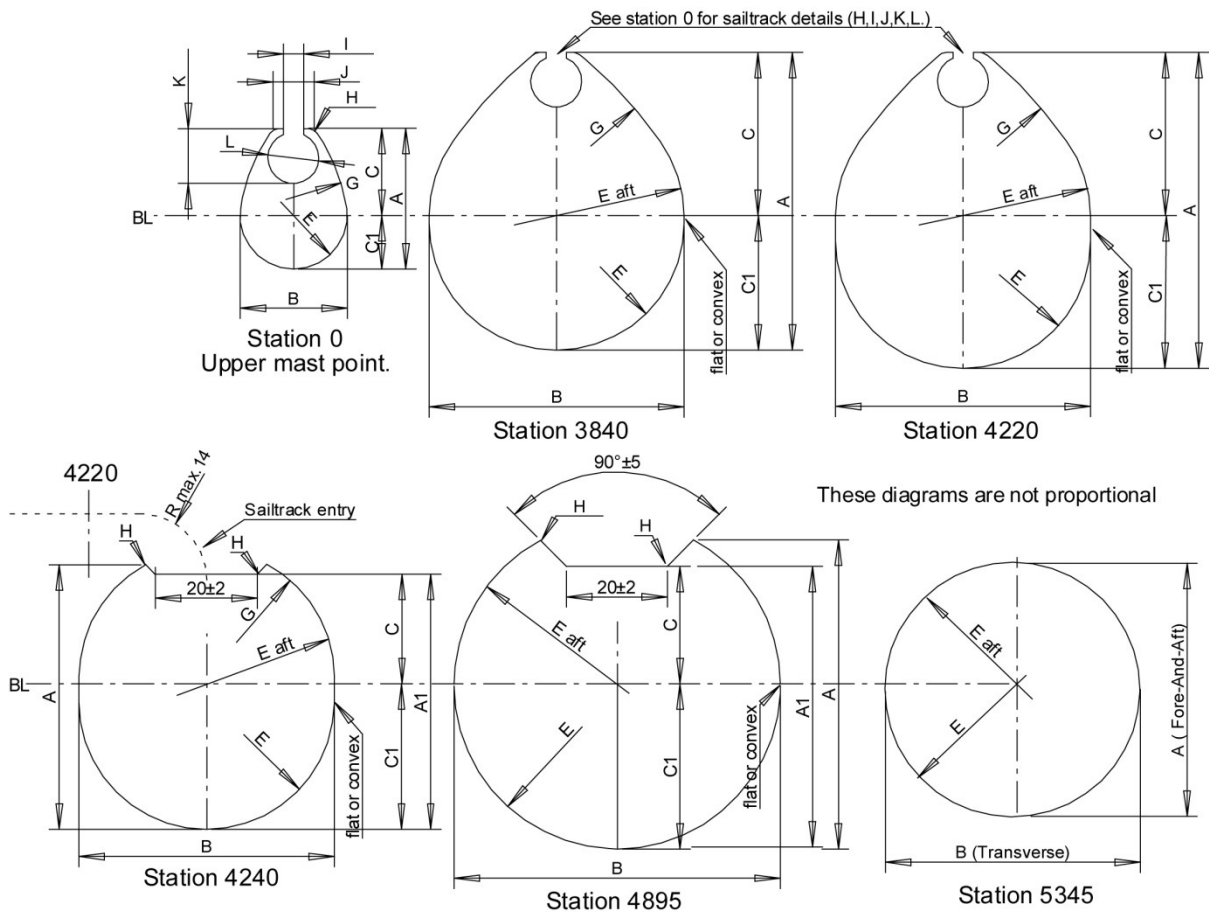 See station 0 for sailtrack details (H,I,J,K,L.)
I
J
K
H
L
C
A
G
BL
E
C1
B
Station 0
Upper mast point.
C
G
E aft
A
C1
E
flat or convex
B
Station 3840
C
G
E aft
A
C1
E
flat or convex
B
Station 4220
4220
R max. 14
Sailtrack entry
H
H
20±2
G
C
E aft
BL
A
A1
E
C1
flat or convex
B
Station 4240
90°±5
H
H
20±2
C
E aft
A1
A
E
C1
flat or convex
B
Station 4895
These diagrams are not proportional
E aft
E
A ( Fore-And-Aft)
B (Transverse)
Station 5345